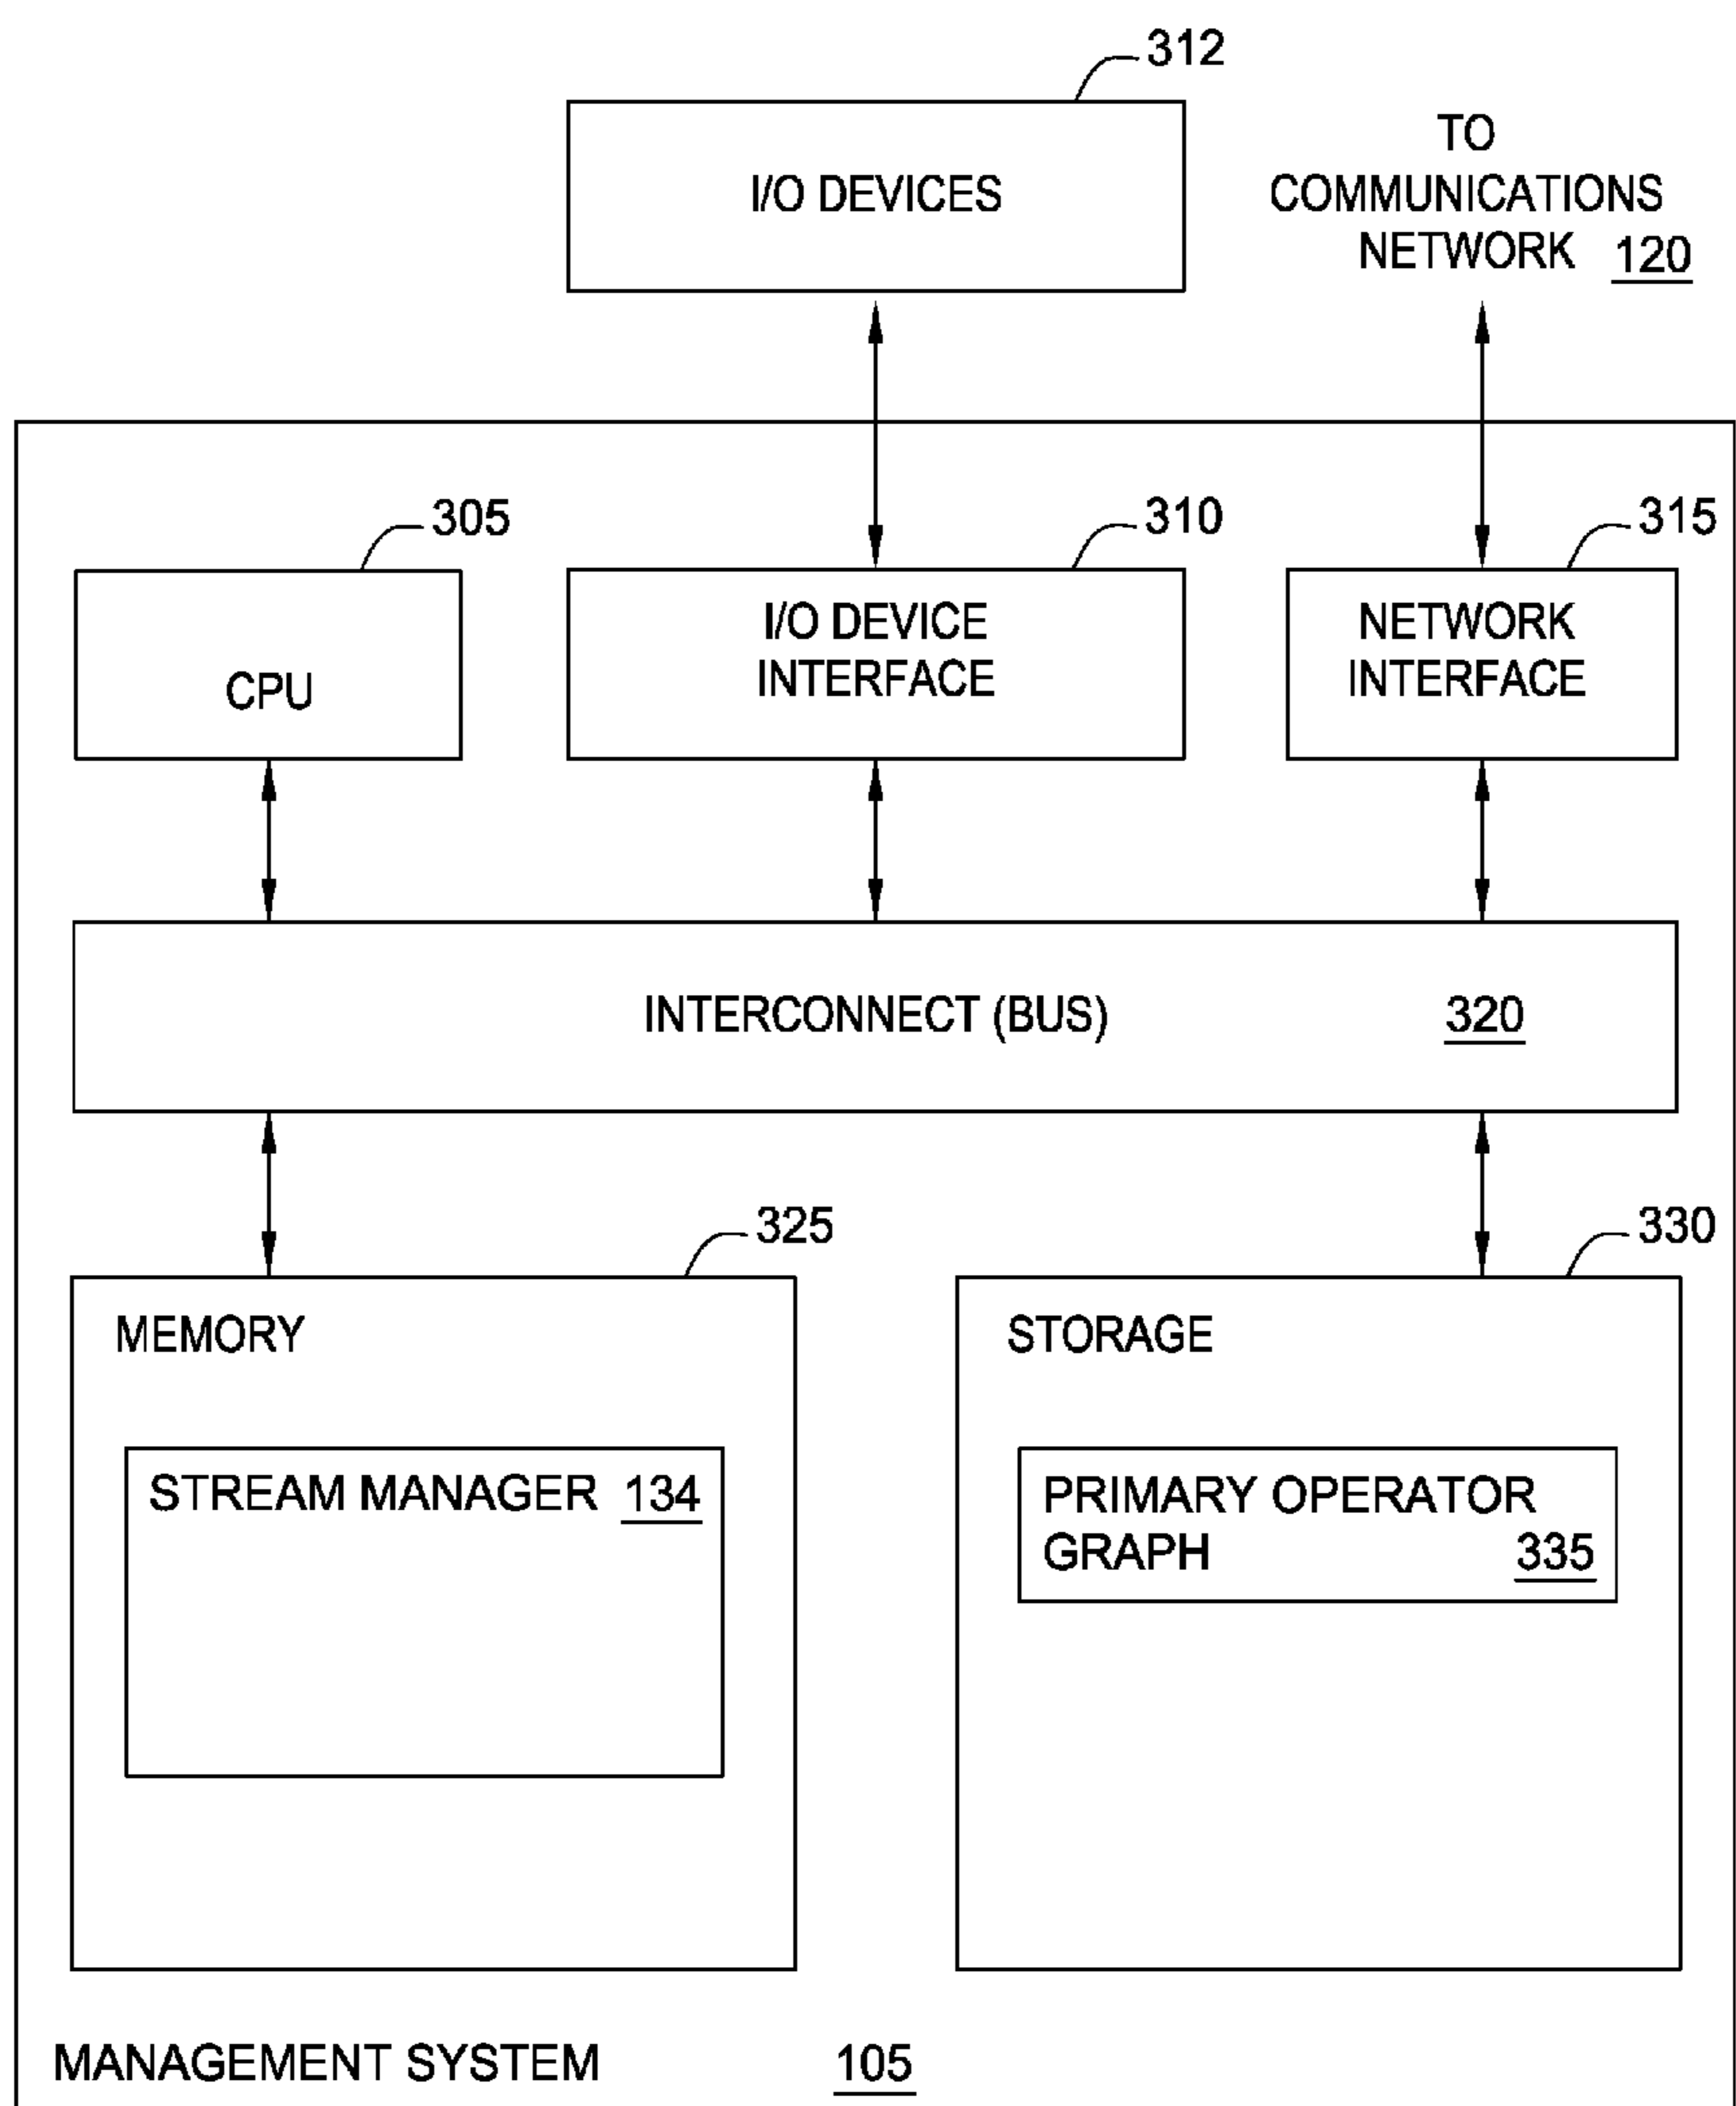 312
I/O DEVICES
TO
COMMUNICATIONS
NETWORK 120
305
310
315
CPU
I/O DEVICE
INTERFACE
NETWORK
INTERFACE
INTERCONNECT (BUS) 320
325
330
MEMORY
STORAGE
STREAM MANAGER 134
PRIMARY OPERATOR
GRAPH 335
MANAGEMENT SYSTEM 105